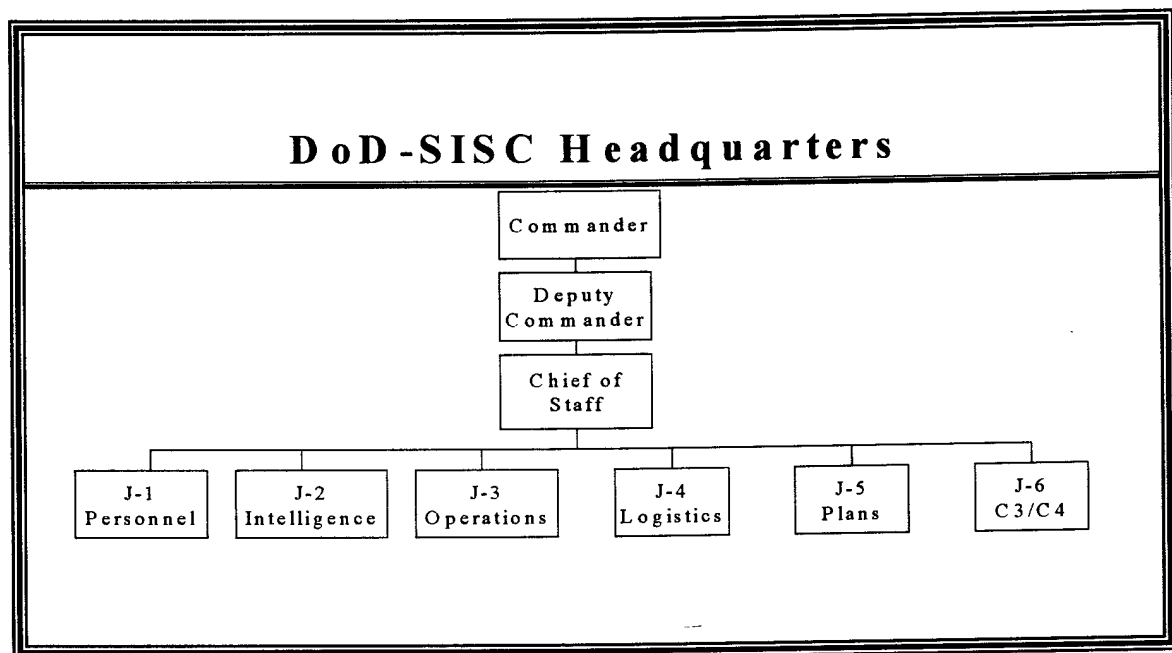 DoD-SISC Headquarters
Commander
Deputy
Commander
Chief of
Staff
J-1
Personnel
J-2
Intelligence
J-3
Operations
J-4
Logistics
J-5
Plans
J-6
C3/C4